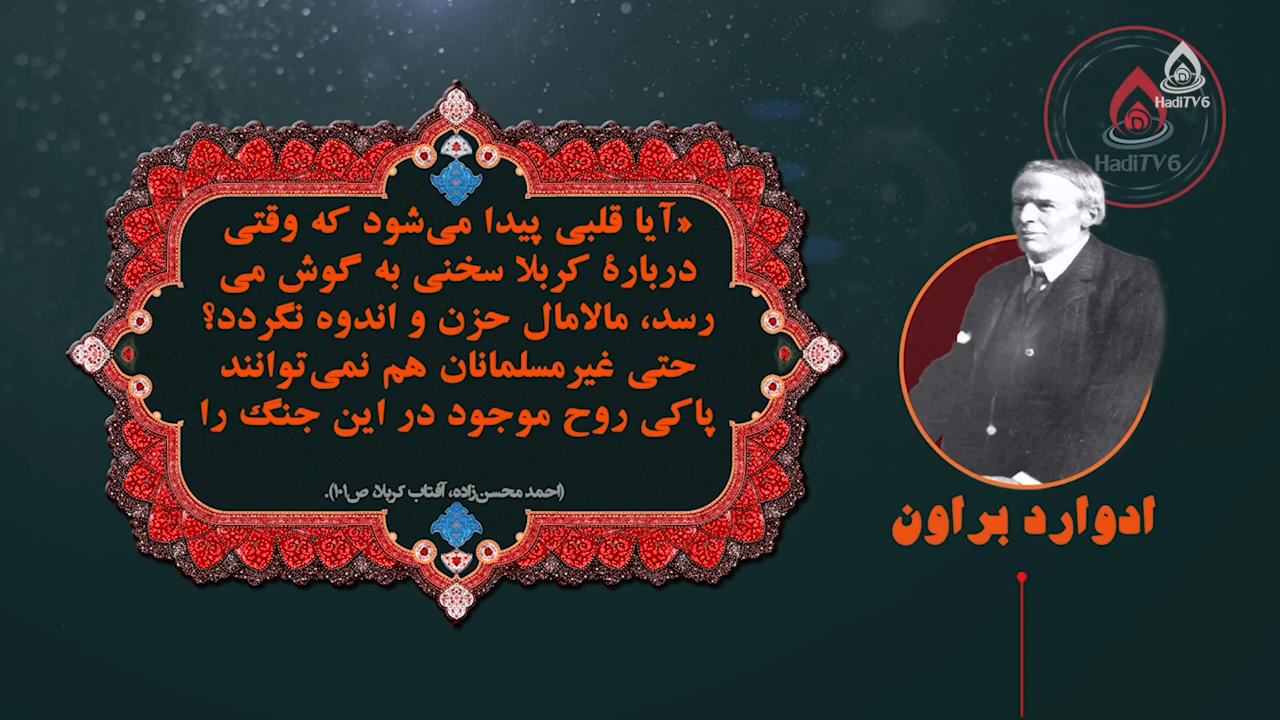 HadiTV6
HadiTV6
«آیا قلبی پیدا می‌شود که وقتی
دربارهٔ کربلا سخنی به گوش می
رسد، مالامال حزن و اندوه نگردد؟
حتی غیرمسلمانان هم نمی‌توانند
پاکی روح موجود در این جنگ را
(احمد محسن‌زاده، آفتاب کربلا، ص۱۰۱).
ادوارد براون